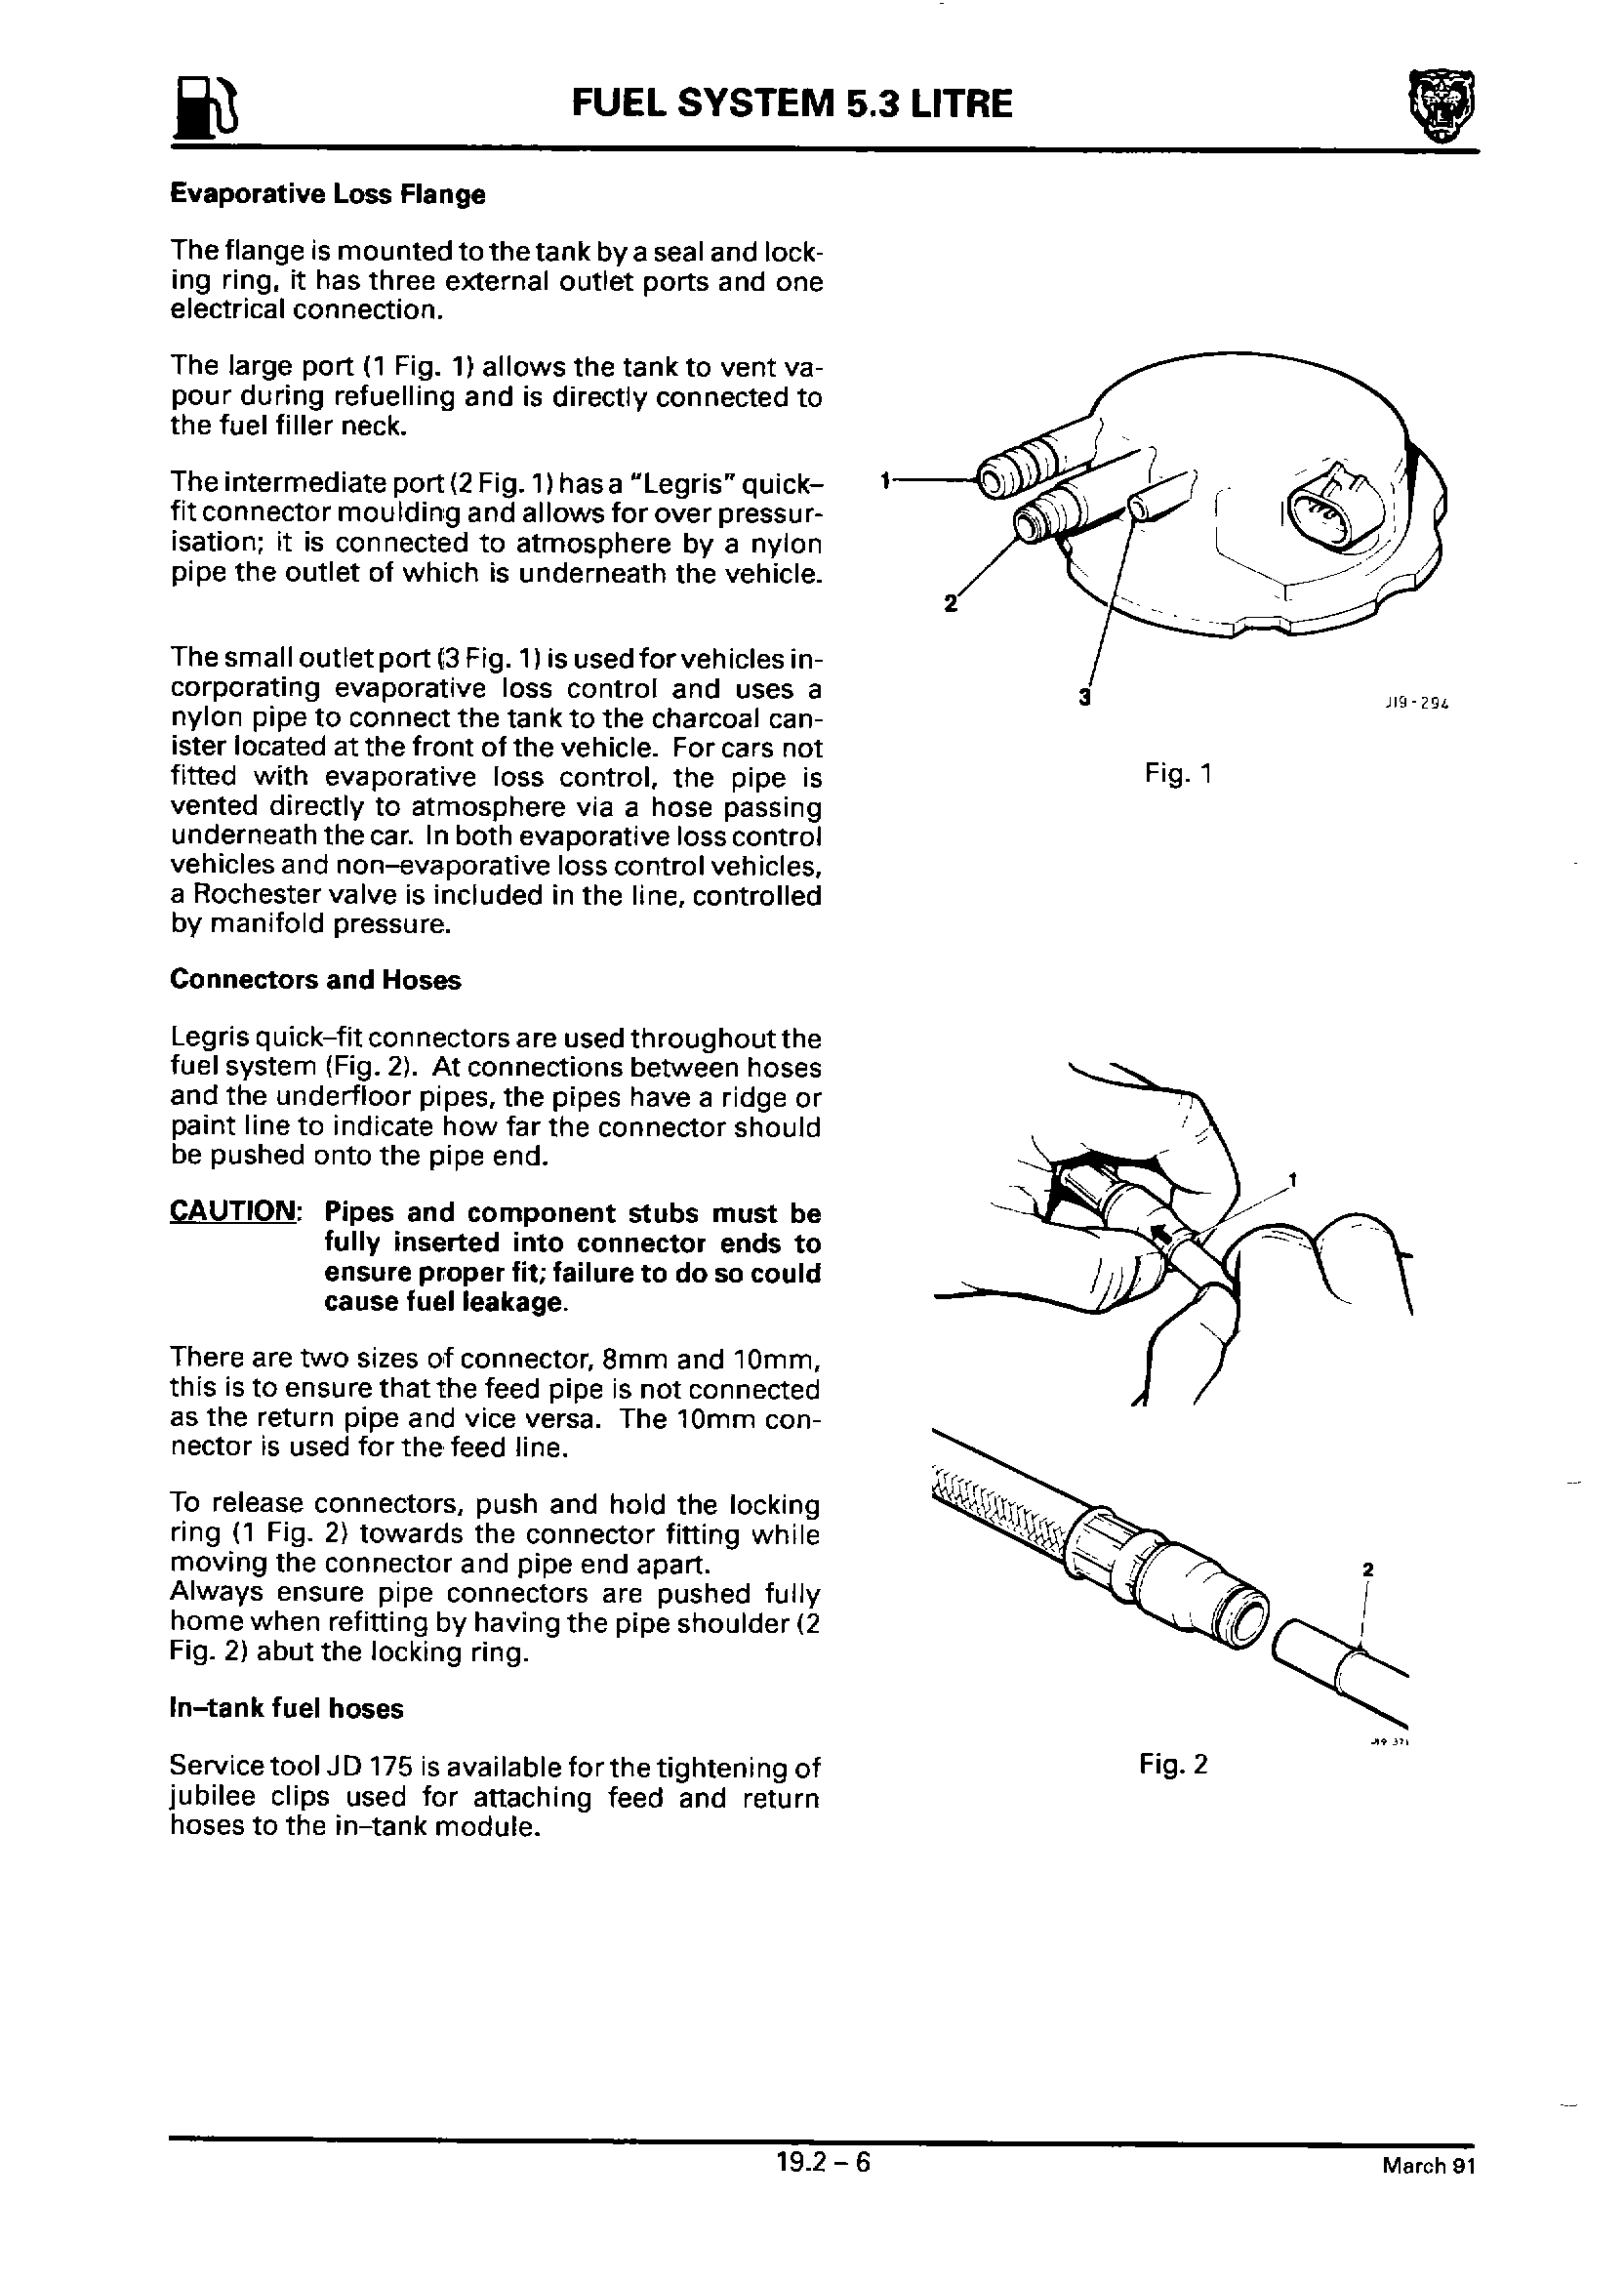 FUEL SYSTEM 5.3 LITRE
Evaporative Loss Flange
The flange is mounted to the tank by a seal and lock-
ing ring, it has three external outlet ports and one
electrical connection.
The large port (1 Fig. 1) allows the tank to vent va-
pour during refuelling and is directly connected to
the fuel filler neck.
The intermediate port (2 Fig. 1) has a "Legris" quick–
fit connector moulding and allows for over pressur-
isation; it is connected to atmosphere by a nylon
pipe the outlet of which is underneath the vehicle.
The small outlet port (3 Fig. 1) is used for vehicles in-
corporating evaporative loss control and uses a
nylon pipe to connect the tank to the charcoal can-
ister located at the front of the vehicle. For cars not
fitted with evaporative loss control, the pipe is
vented directly to atmosphere via a hose passing
underneath the car. In both evaporative loss control
vehicles and non–evaporative loss control vehicles,
a Rochester valve is included in the line, controlled
by manifold pressure.
1
2
3
J19-294
Fig. 1
Connectors and Hoses
Legris quick–fit connectors are used throughout the
fuel system (Fig. 2). At connections between hoses
and the underfloor pipes, the pipes have a ridge or
paint line to indicate how far the connector should
be pushed onto the pipe end.
CAUTION: Pipes and component stubs must be
fully inserted into connector ends to
ensure proper fit; failure to do so could
cause fuel leakage.
There are two sizes of connector, 8mm and 10mm,
this is to ensure that the feed pipe is not connected
as the return pipe and vice versa. The 10mm con-
nector is used for the feed line.
To release connectors, push and hold the locking
ring (1 Fig. 2) towards the connector fitting while
moving the connector and pipe end apart.
Always ensure pipe connectors are pushed fully
home when refitting by having the pipe shoulder (2
Fig. 2) abut the locking ring.
In–tank fuel hoses
Service tool JD 175 is available for the tightening of
jubilee clips used for attaching feed and return
hoses to the in–tank module.
1
2
J19 371
Fig. 2
19.2 – 6
March 91